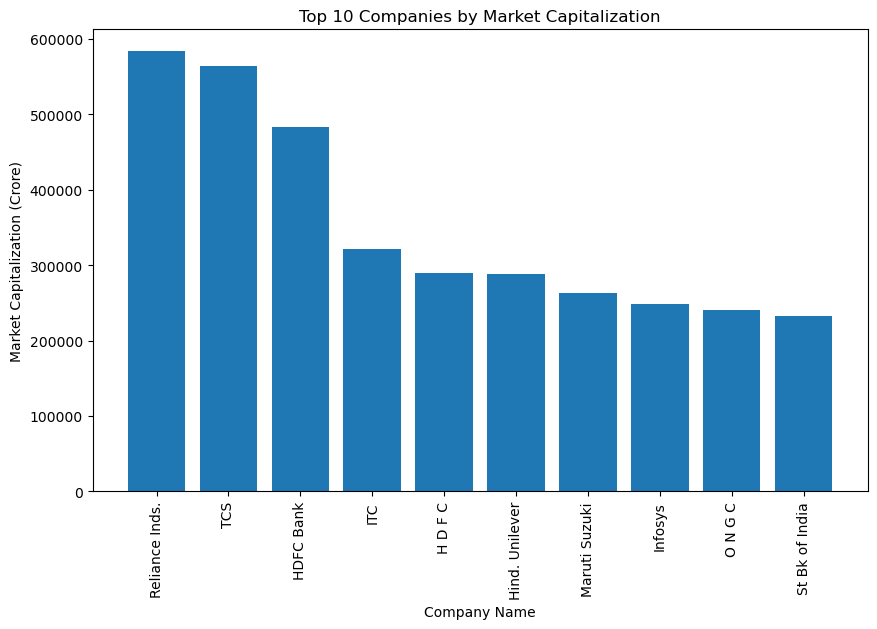 Top 10 Companies by Market Capitalization
Market Capitalization (Crore)
600000
500000
400000
300000
200000
100000
0
Reliance Inds.
TCS
HDFC Bank
ITC
H D F C
Hind. Unilever
Maruti Suzuki
Infosys
O N G C
St Bk of India
Company Name